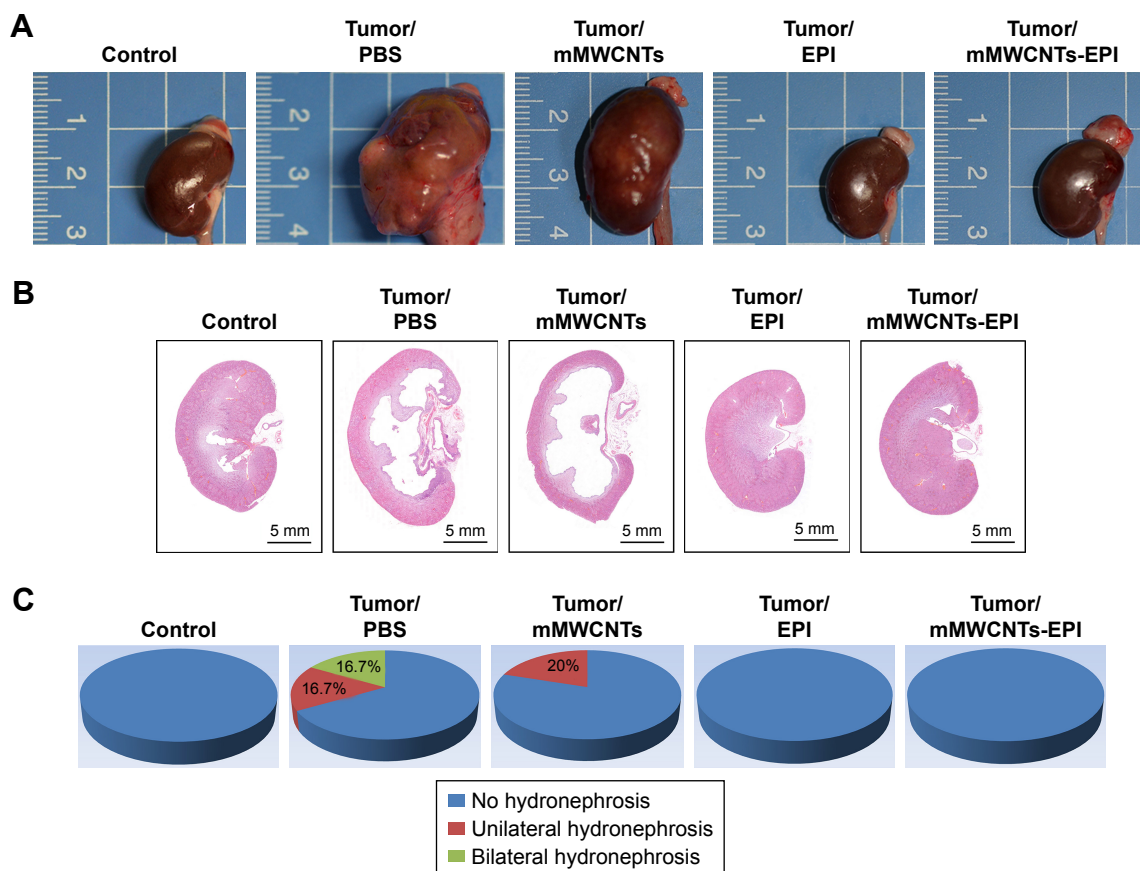 A
Control
Tumor/
PBS
Tumor/
mMWCNTs
Tumor/
EPI
Tumor/
mMWCNTs-EPI
1
2
3
2
3
4
2
3
4
1
2
3
1
2
3
B
Control
Tumor/
PBS
Tumor/
mMWCNTs
Tumor/
EPI
Tumor/
mMWCNTs-EPI
5 mm
5 mm
5 mm
5 mm
5 mm
C
Control
Tumor/
PBS
Tumor/
mMWCNTs
Tumor/
EPI
Tumor/
mMWCNTs-EPI
16.7%
16.7%
20%
No hydronephrosis
Unilateral hydronephrosis
Bilateral hydronephrosis